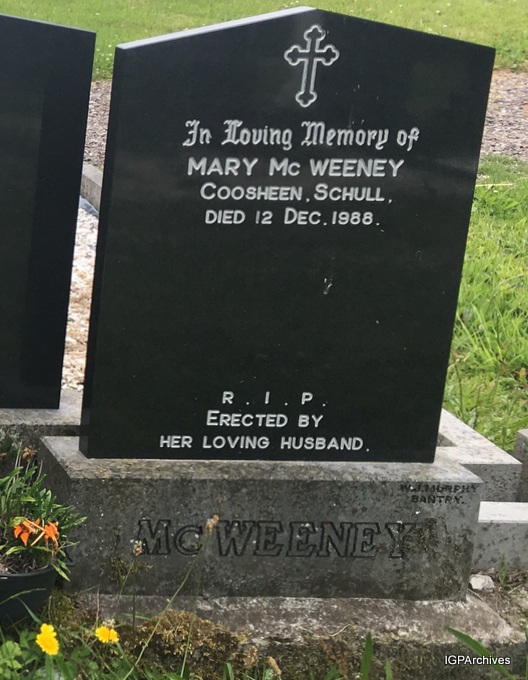 In Loving Memory of
MARY Mc WEENEY
COOSHEEN, SCHULL,
DIED 12 DEC. 1988.
R . I . P.
ERECTED BY
HER LOVING HUSBAND.
W.J. MURPHY
BANTRY.
McWEENEY
IGPArchives